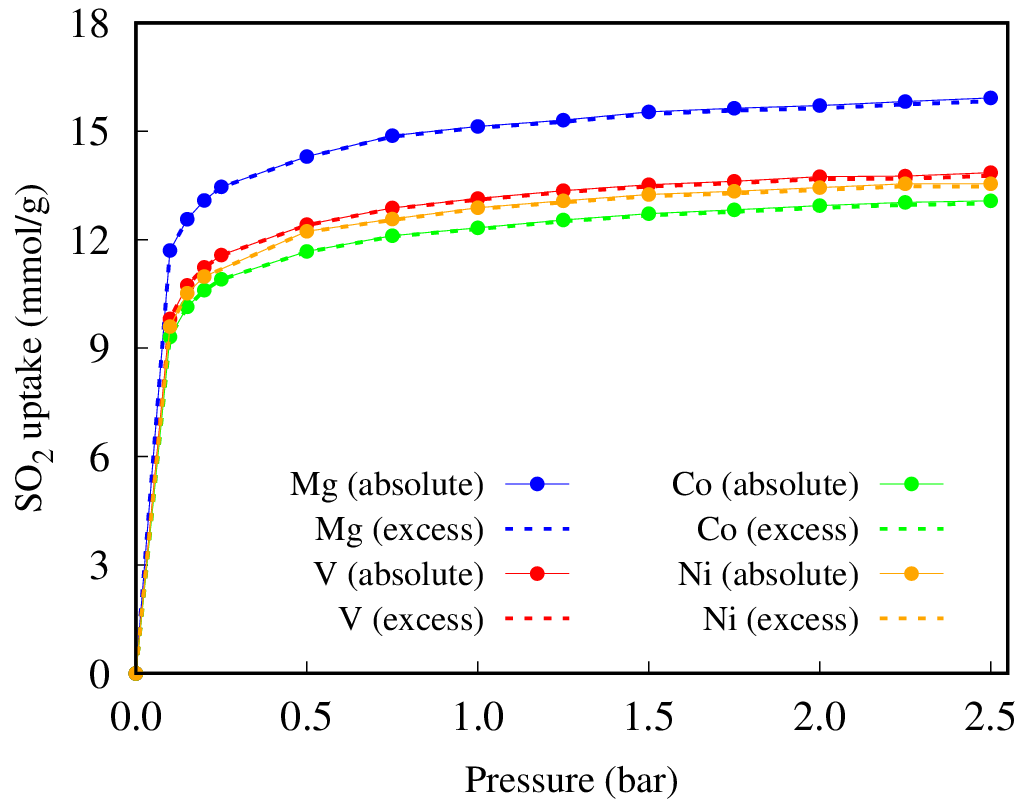 18
15
12
9
6
3
0
SO2 uptake (mmol/g)
Mg (absolute)
Mg (excess)
V (absolute)
V (excess)
Co (absolute)
Co (excess)
Ni (absolute)
Ni (excess)
0.0 0.5 1.0 1.5 2.0 2.5
Pressure (bar)